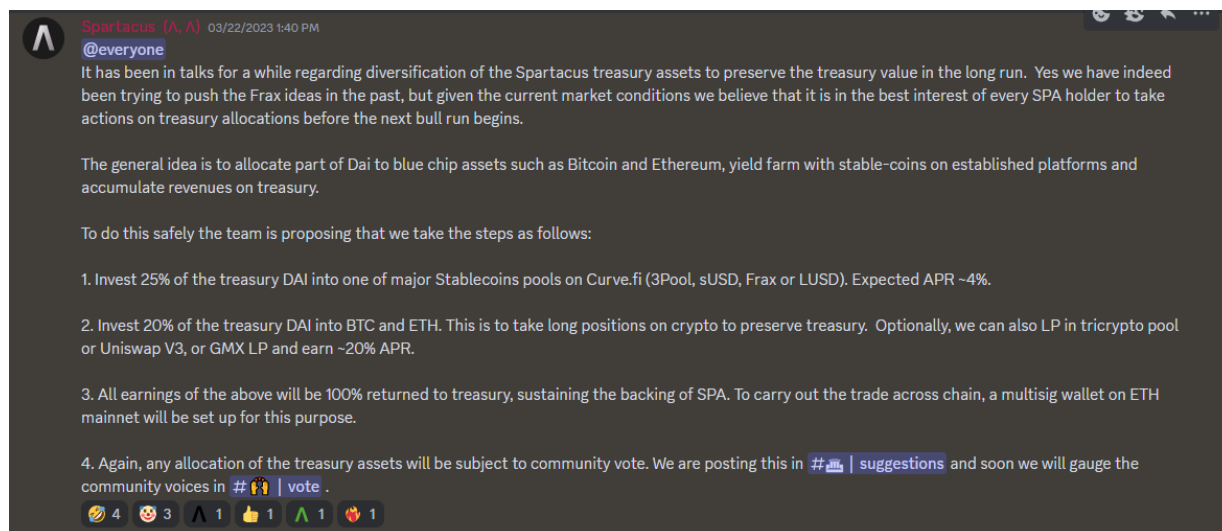 Spartacus (Λ, Λ) 03/22/2023 1:40 PM
@everyone
It has been in talks for a while regarding diversification of the Spartacus treasury assets to preserve the treasury value in the long run.  Yes we have indeed
been trying to push the Frax ideas in the past, but given the current market conditions we believe that it is in the best interest of every SPA holder to take
actions on treasury allocations before the next bull run begins.
The general idea is to allocate part of Dai to blue chip assets such as Bitcoin and Ethereum, yield farm with stable-coins on established platforms and
accumulate revenues on treasury.
To do this safely the team is proposing that we take the steps as follows:
1. Invest 25% of the treasury DAI into one of major Stablecoins pools on Curve.fi (3Pool, sUSD, Frax or LUSD). Expected APR ~4%.
2. Invest 20% of the treasury DAI into BTC and ETH. This is to take long positions on crypto to preserve treasury.  Optionally, we can also LP in tricrypto pool
or Uniswap V3, or GMX LP and earn ~20% APR.
3. All earnings of the above will be 100% returned to treasury, sustaining the backing of SPA. To carry out the trade across chain, a multisig wallet on ETH
mainnet will be set up for this purpose.
4. Again, any allocation of the treasury assets will be subject to community vote. We are posting this in # | suggestions and soon we will gauge the
community voices in # 🙌 | vote .
🤣 4 🤡 3 Λ 1 👍 1 Λ 1 ❤️‍🔥 1